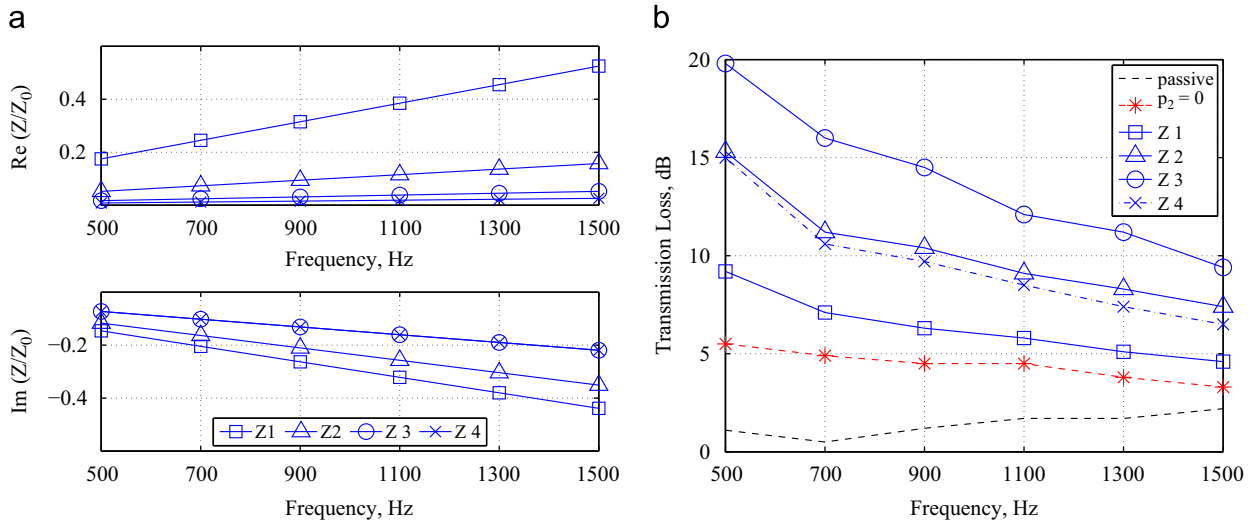 a
Re (Z/Z0)
0.4
0.2
500 700 900 1100 1300 1500
Frequency, Hz
Im (Z/Z0)
−0.2
−0.4
Z1 Z2 Z 3 Z 4
500 700 900 1100 1300 1500
Frequency, Hz
b
Transmission Loss, dB
20
15
10
5
0
passive
p2 = 0
Z 1
Z 2
Z 3
Z 4
500 700 900 1100 1300 1500
Frequency, Hz